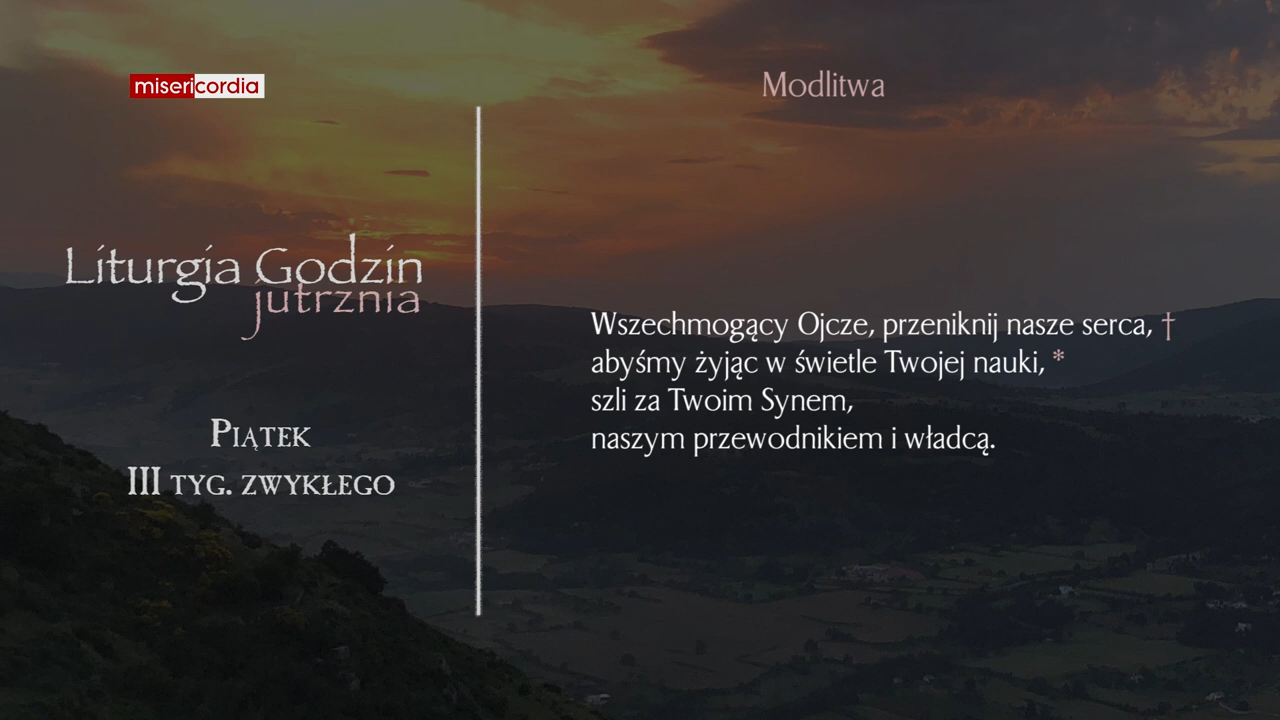 misericordia
Modlitwa
Liturgia Godzin
jutrznia
Piątek
III tyg. zwykłego
Wszechmogący Ojcze, przeniknij nasze serca, †
abyśmy żyjąc w świetle Twojej nauki, *
szli za Twoim Synem,
naszym przewodnikiem i władcą.